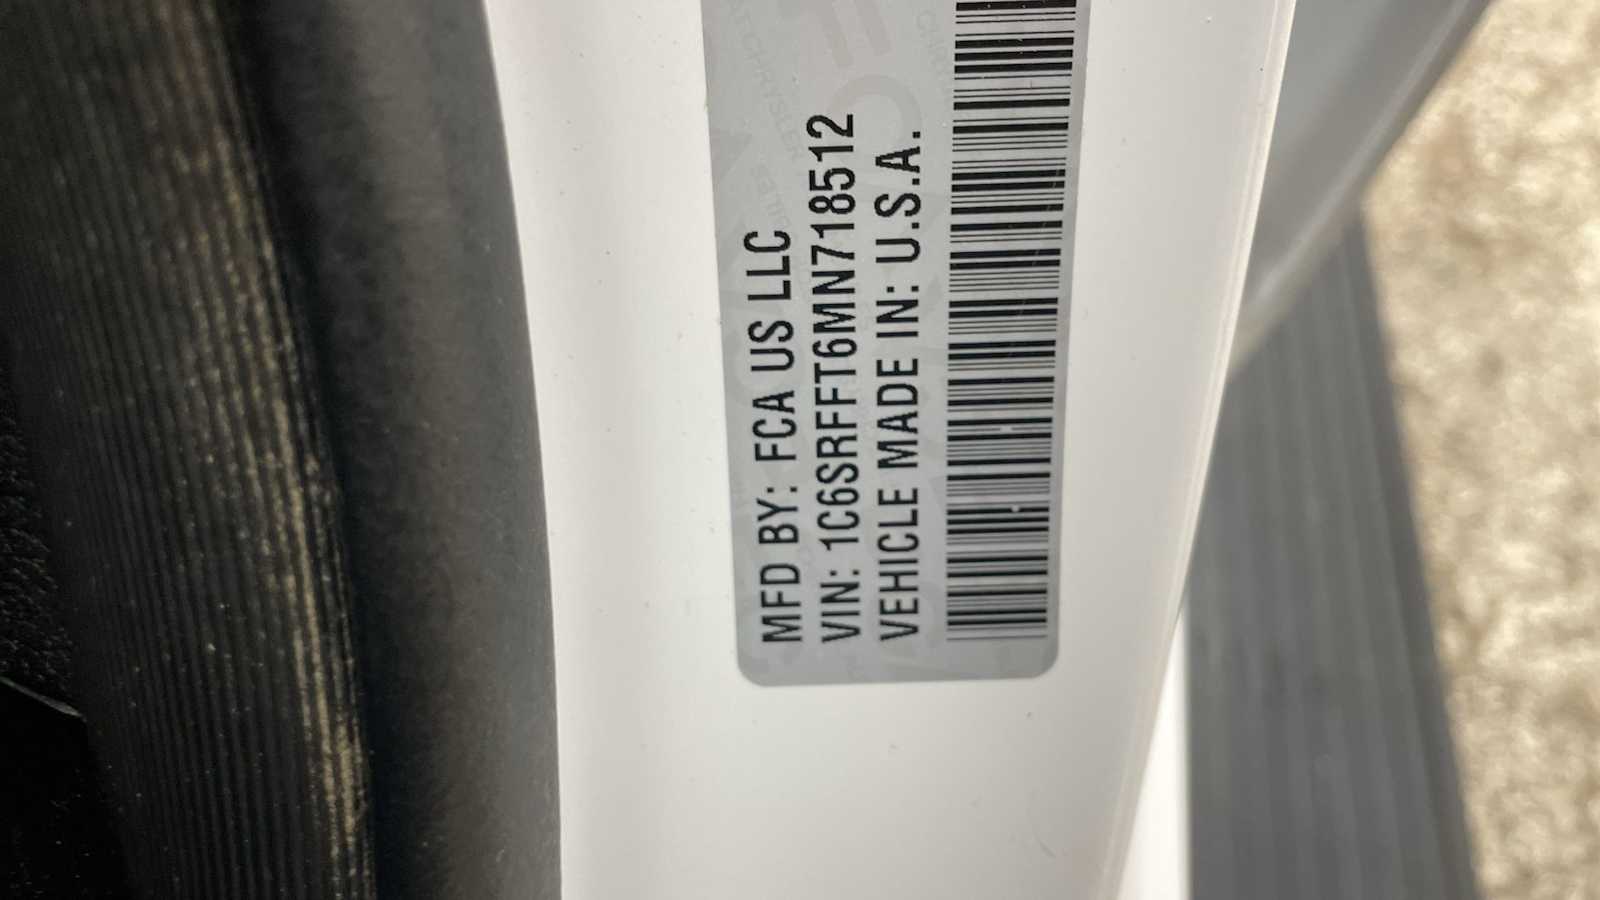 MFD BY: FCA US LLC
VIN: 1C6SRFFT6MN718512
VEHICLE MADE IN: U.S.A.